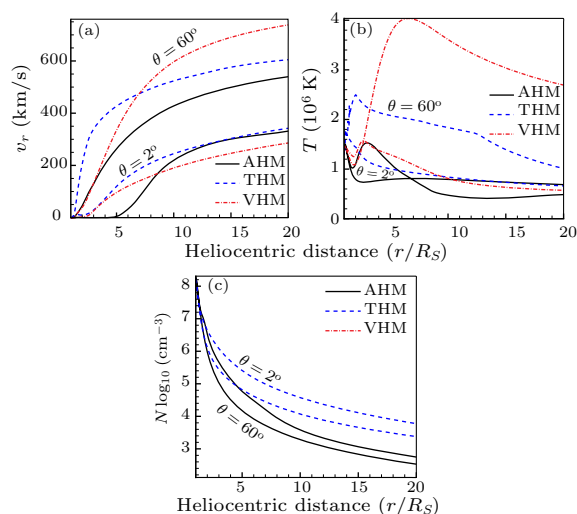 (a)
θ = 60°
θ = 2°
AHM
THM
VHM
v_r (km/s)
0
200
400
600
5
10
15
20
Heliocentric distance (r/R_S)
(b)
θ = 60°
θ = 2°
AHM
THM
VHM
T (10^6 K)
0
1
2
3
4
5
10
15
20
Heliocentric distance (r/R_S)
(c)
θ = 2°
θ = 60°
AHM
THM
VHM
N log_10 (cm^−3)
3
4
5
6
7
8
5
10
15
20
Heliocentric distance (r/R_S)